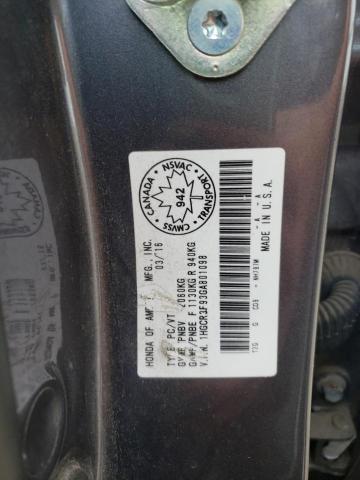 HONDA OF AM MFG., INC.
03/16
TYPE: PC/VT
GVWR/PNBV 2060KG
GAWR/PNBE F 1130KG R 940KG
V.I.N. 1HGCR3F93GA801098
NSVAC
CANADA
942
TRANSPORT
CMVSS
MADE IN U.S.A.